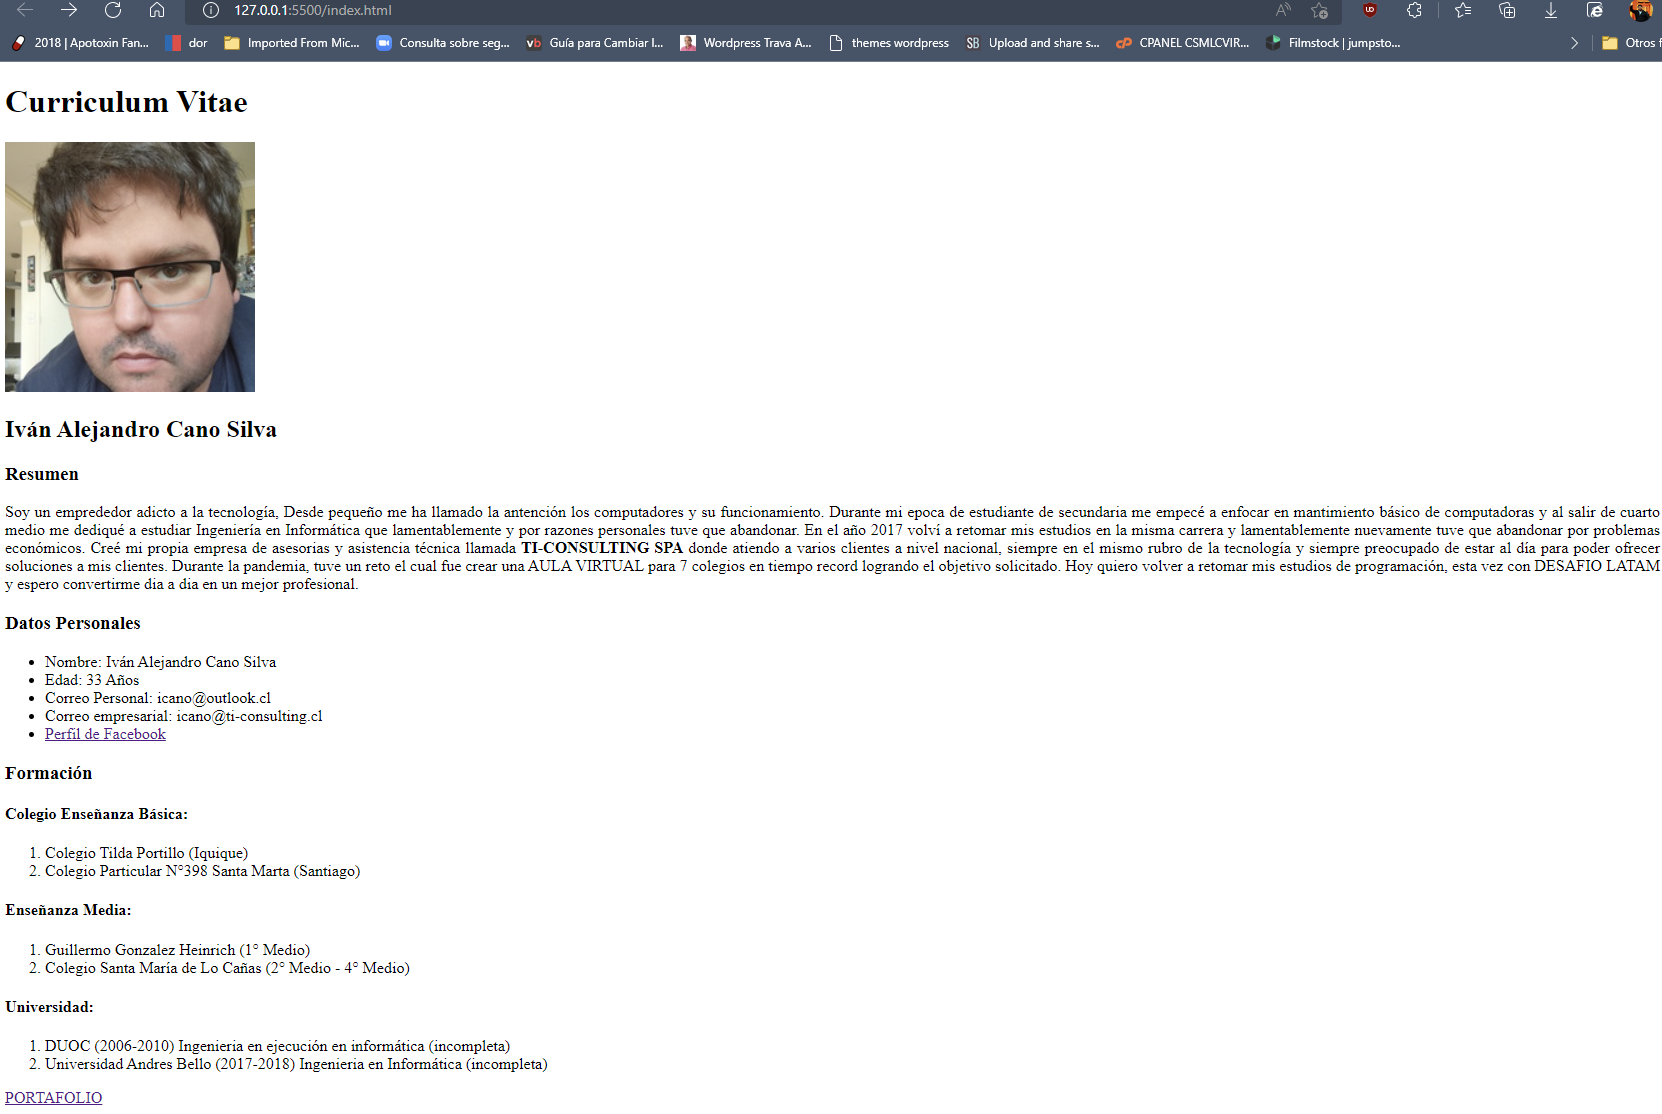 127.0.0.1:5500/index.html
2018 | Apotoxin Fan... dor Imported From Mic... Consulta sobre seg... Guía para Cambiar l... Wordpress Trava A... themes wordpress Upload and share s... CPANEL CSMLCVIR... Filmstock | jumpsto... Otros f
Curriculum Vitae
Iván Alejandro Cano Silva
Resumen
Soy un emprededor adicto a la tecnología, Desde pequeño me ha llamado la antención los computadores y su funcionamiento. Durante mi epoca de estudiante de secundaria me empecé a enfocar en mantimiento básico de computadoras y al salir de cuarto
medio me dediqué a estudiar Ingeniería en Informática que lamentablemente y por razones personales tuve que abandonar. En el año 2017 volví a retomar mis estudios en la misma carrera y lamentablemente nuevamente tuve que abandonar por problemas
económicos. Creé mi propia empresa de asesorias y asistencia técnica llamada TI-CONSULTING SPA donde atiendo a varios clientes a nivel nacional, siempre en el mismo rubro de la tecnología y siempre preocupado de estar al día para poder ofrecer
soluciones a mis clientes. Durante la pandemia, tuve un reto el cual fue crear una AULA VIRTUAL para 7 colegios en tiempo record logrando el objetivo solicitado. Hoy quiero volver a retomar mis estudios de programación, esta vez con DESAFIO LATAM
y espero convertirme dia a dia en un mejor profesional.
Datos Personales
• Nombre: Iván Alejandro Cano Silva
• Edad: 33 Años
• Correo Personal: icano@outlook.cl
• Correo empresarial: icano@ti-consulting.cl
• Perfil de Facebook
Formación
Colegio Enseñanza Básica:
1. Colegio Tilda Portillo (Iquique)
2. Colegio Particular N°398 Santa Marta (Santiago)
Enseñanza Media:
1. Guillermo Gonzalez Heinrich (1° Medio)
2. Colegio Santa María de Lo Cañas (2° Medio - 4° Medio)
Universidad:
1. DUOC (2006-2010) Ingenieria en ejecución en informática (incompleta)
2. Universidad Andres Bello (2017-2018) Ingenieria en Informática (incompleta)
PORTAFOLIO